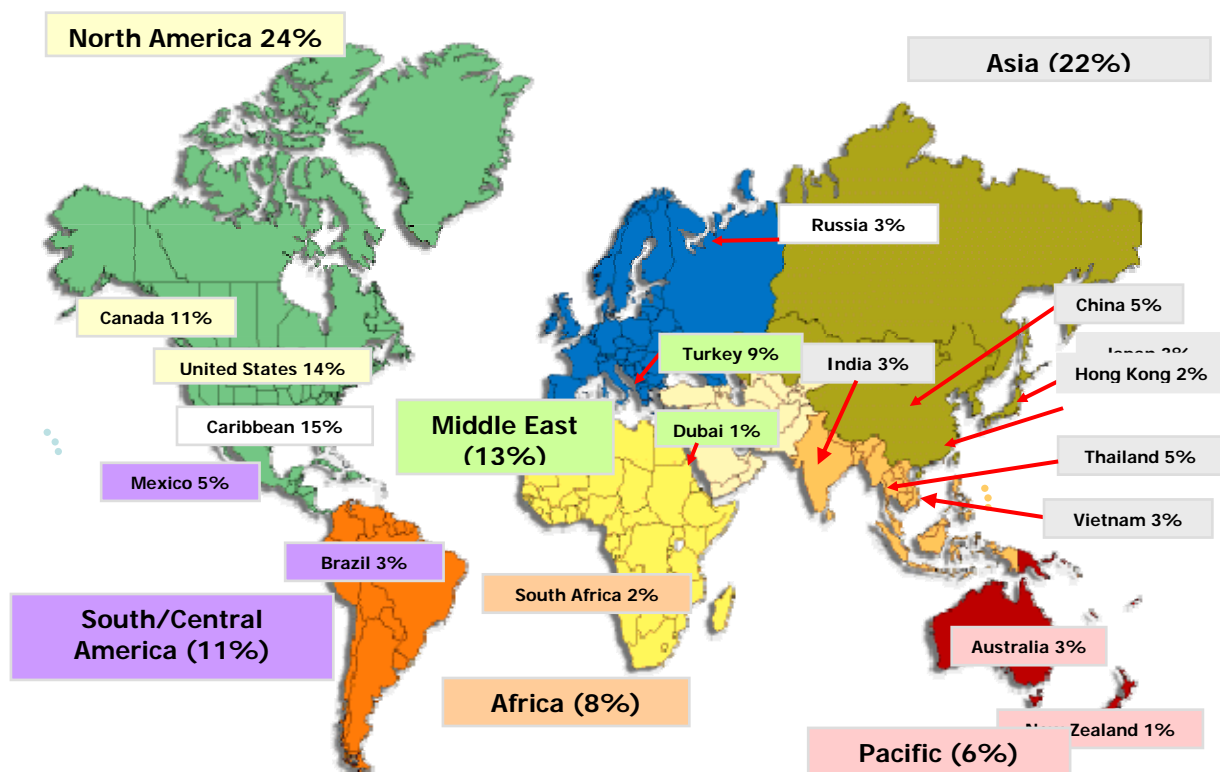 North America 24%
Asia (22%)
Russia 3%
China 5%
Canada 11%
Turkey 9%
India 3%
United States 14%
Hong Kong 2%
Middle East
(13%)
Caribbean 15%
Dubai 1%
Thailand 5%
Mexico 5%
Vietnam 3%
Brazil 3%
South Africa 2%
South/Central
America (11%)
Australia 3%
Africa (8%)
Zealand 1%
Pacific (6%)